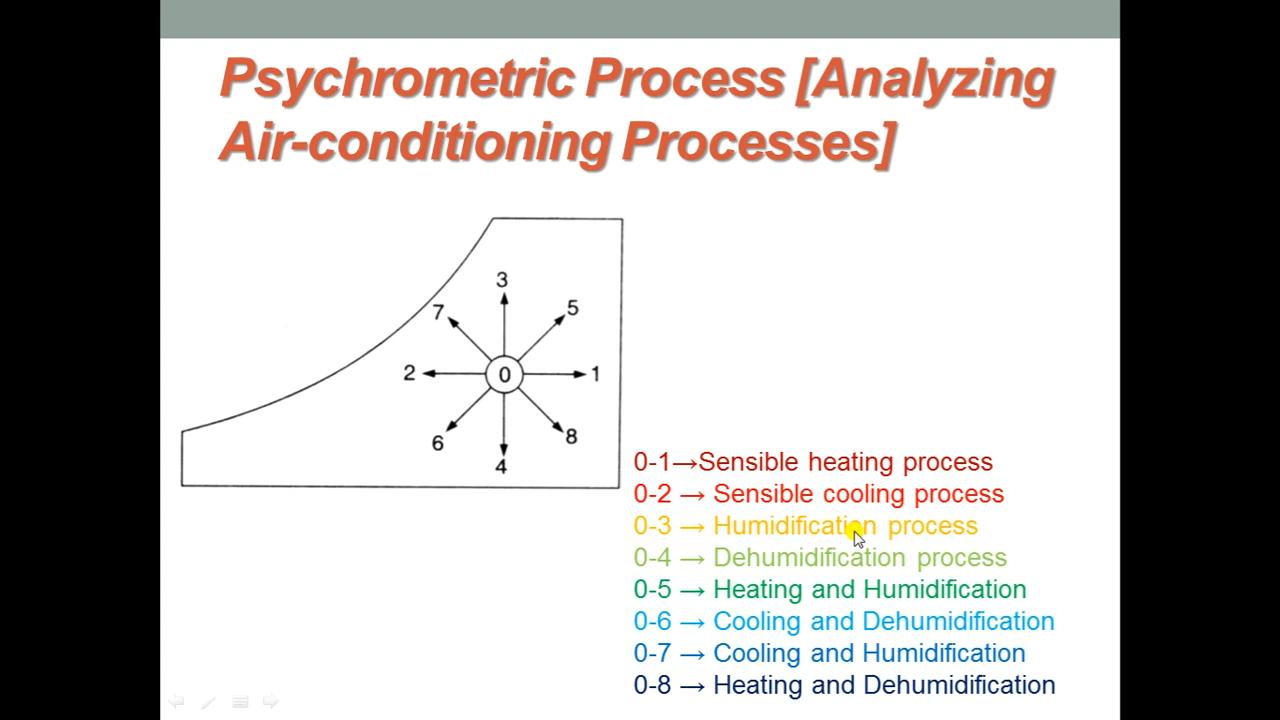 Psychrometric Process [Analyzing
Air-conditioning Processes]
3
7
5
2
0
1
6
8
4
0-1→Sensible heating process
0-2 → Sensible cooling process
0-3 → Humidification process
0-4 → Dehumidification process
0-5 → Heating and Humidification
0-6 → Cooling and Dehumidification
0-7 → Cooling and Humidification
0-8 → Heating and Dehumidification